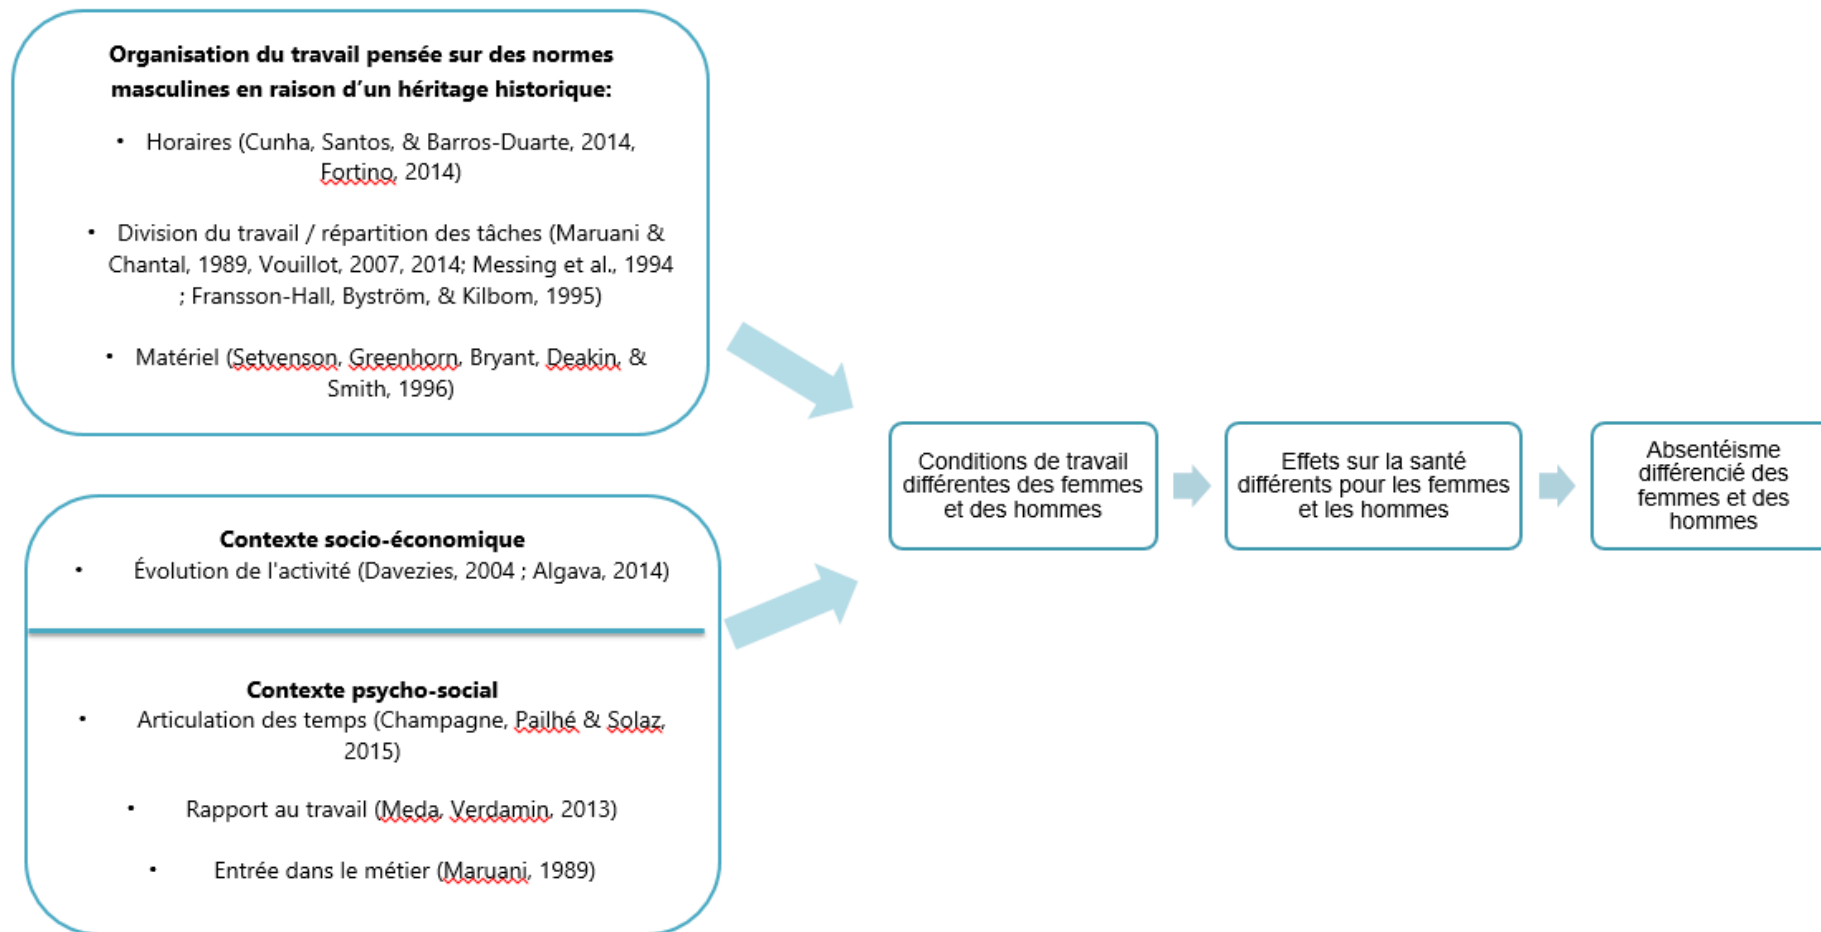 Organisation du travail pensée sur des normes
masculines en raison d’un héritage historique:
• Horaires (Cunha, Santos, & Barros-Duarte, 2014,
Fortino, 2014)
• Division du travail / répartition des tâches (Maruani &
Chantal, 1989, Vouillot, 2007, 2014; Messing et al., 1994
; Fransson-Hall, Byström, & Kilbom, 1995)
• Matériel (Setvenson, Greenhorn, Bryant, Deakin, &
Smith, 1996)
Contexte socio-économique
• Évolution de l'activité (Davezies, 2004 ; Algava, 2014)
Contexte psycho-social
• Articulation des temps (Champagne, Pailhé & Solaz,
2015)
• Rapport au travail (Meda, Verdamin, 2013)
• Entrée dans le métier (Maruani, 1989)
Conditions de travail
différentes des femmes
et des hommes
Effets sur la santé
différents pour les femmes
et les hommes
Absentéisme
différencié des
femmes et des
hommes